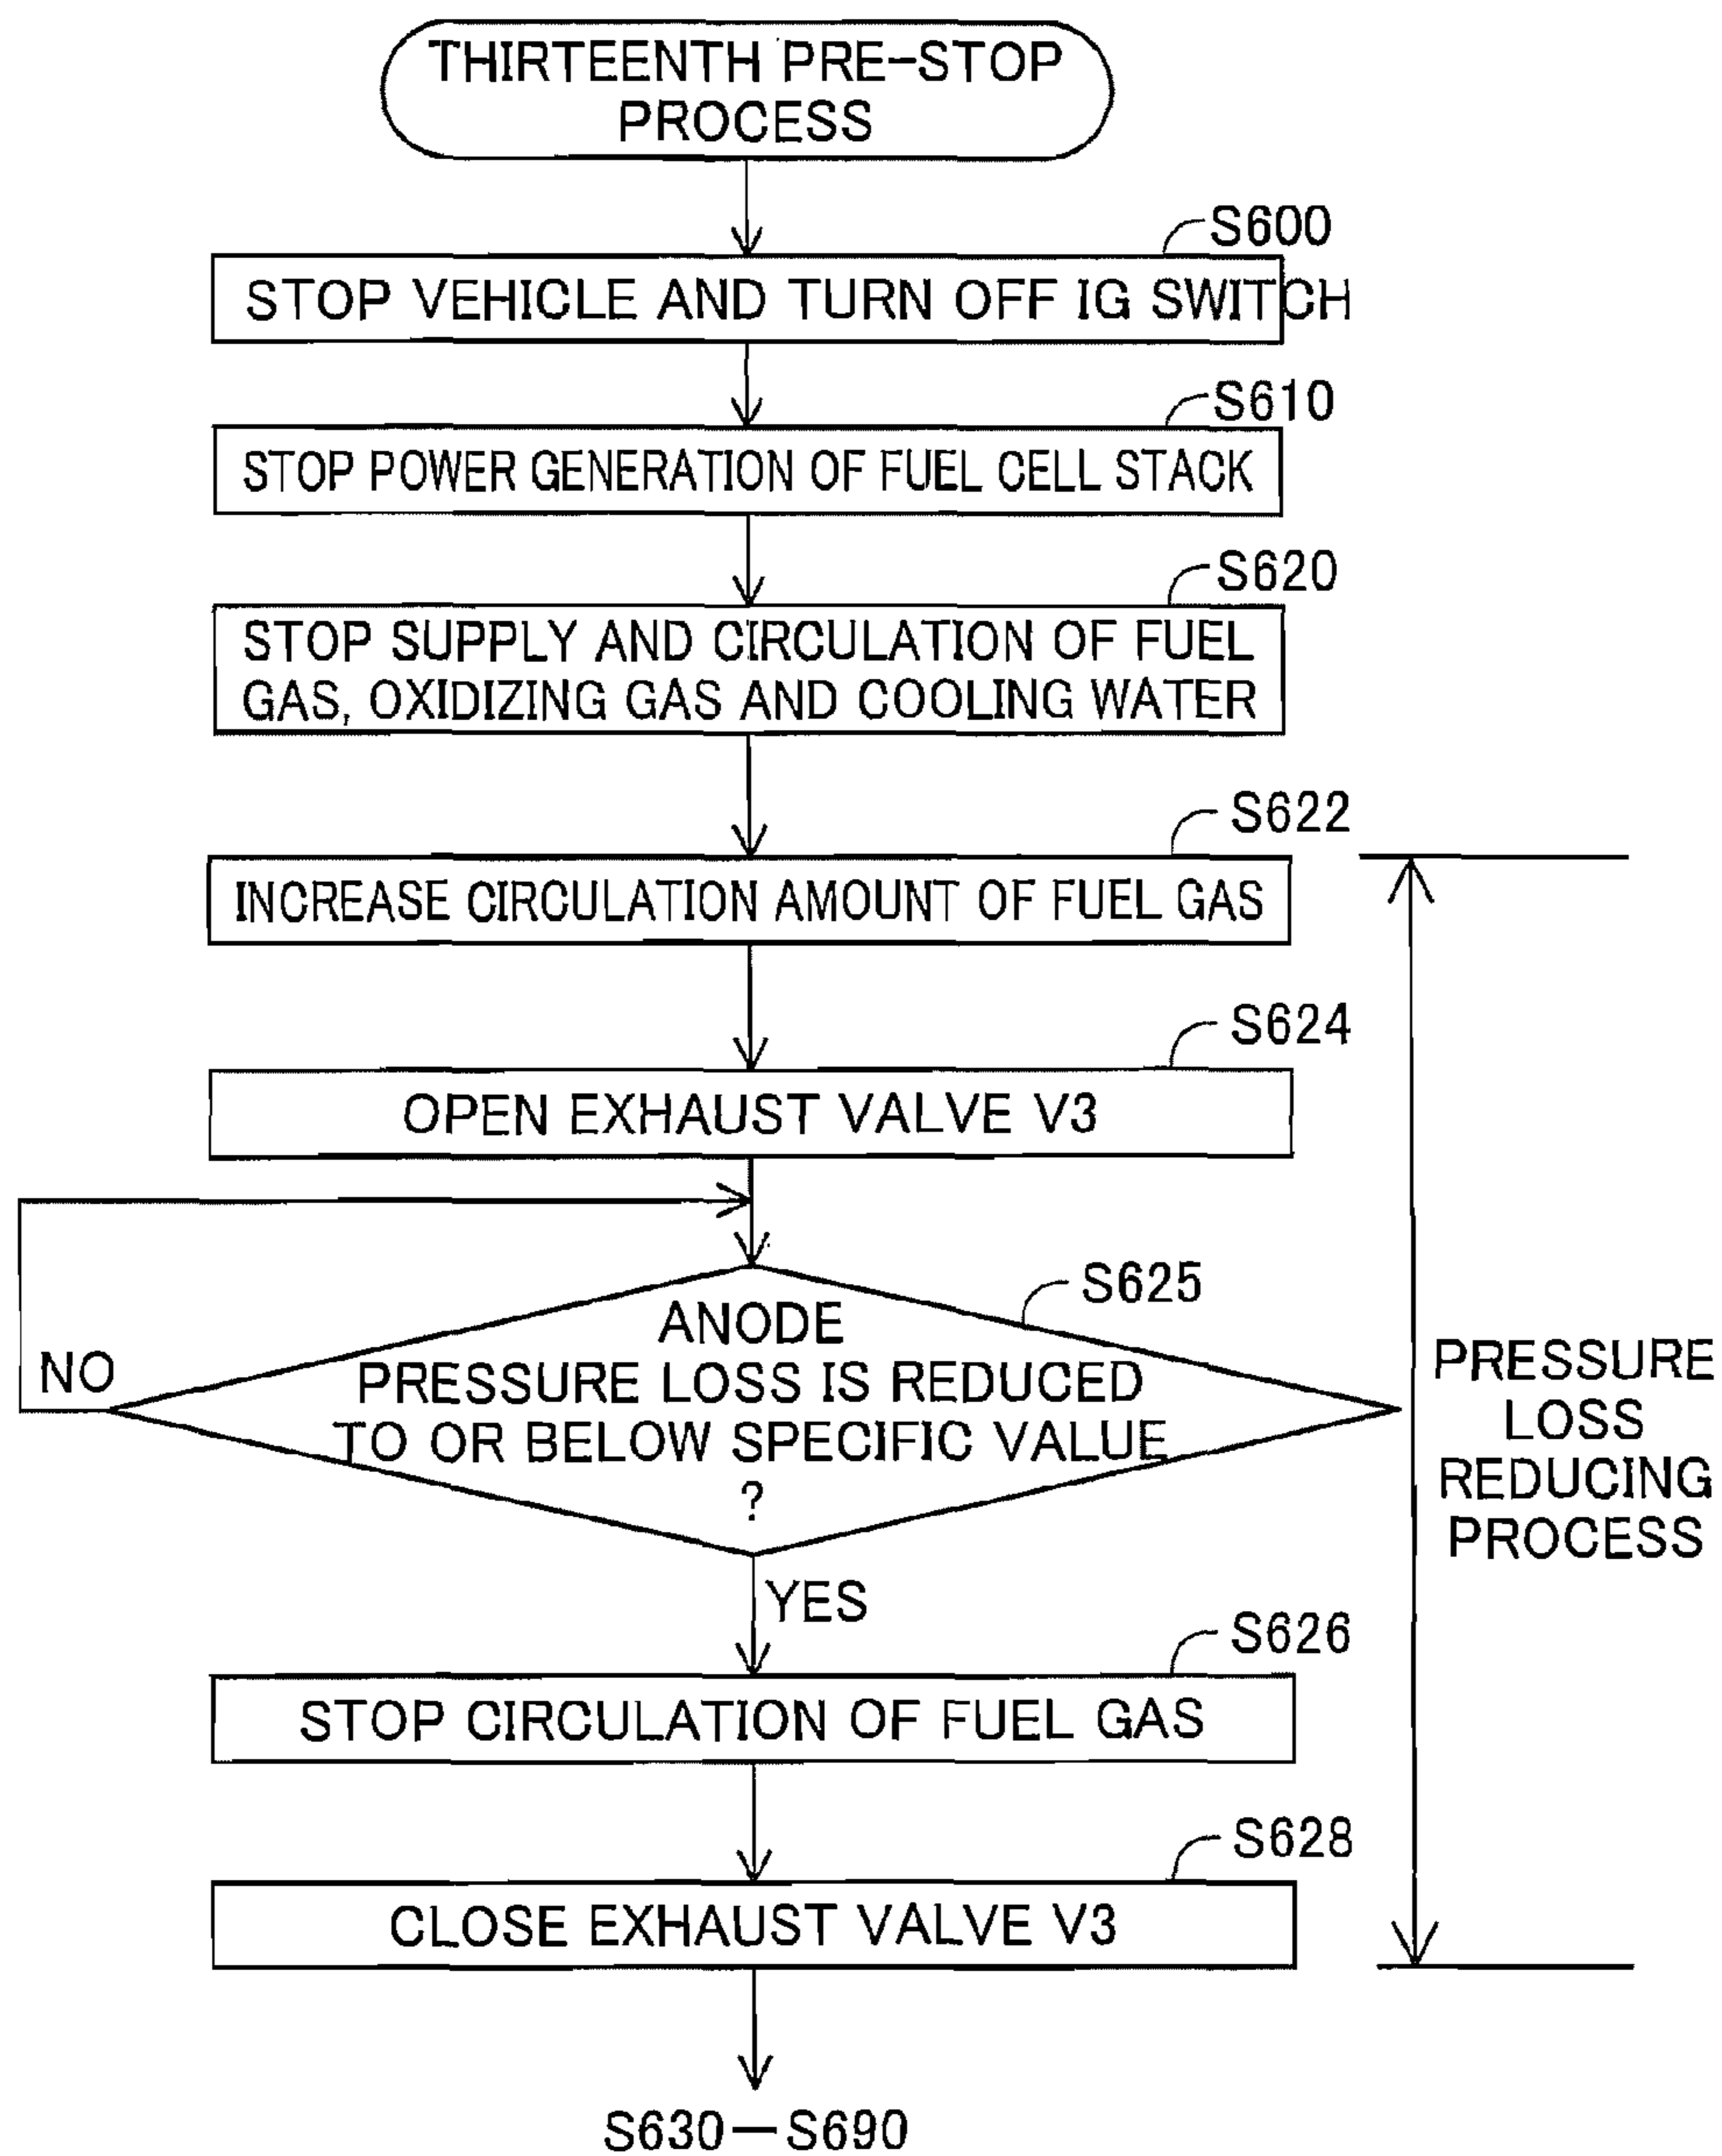 THIRTEENTH PRE-STOP
PROCESS
S600
STOP VEHICLE AND TURN OFF IG SWITCH
S610
STOP POWER GENERATION OF FUEL CELL STACK
S620
STOP SUPPLY AND CIRCULATION OF FUEL
GAS, OXIDIZING GAS AND COOLING WATER
S622
INCREASE CIRCULATION AMOUNT OF FUEL GAS
S624
OPEN EXHAUST VALVE V3
S625
ANODE
PRESSURE LOSS IS REDUCED
TO OR BELOW SPECIFIC VALUE
?
NO
YES
PRESSURE
LOSS
REDUCING
PROCESS
S626
STOP CIRCULATION OF FUEL GAS
S628
CLOSE EXHAUST VALVE V3
S630—S690